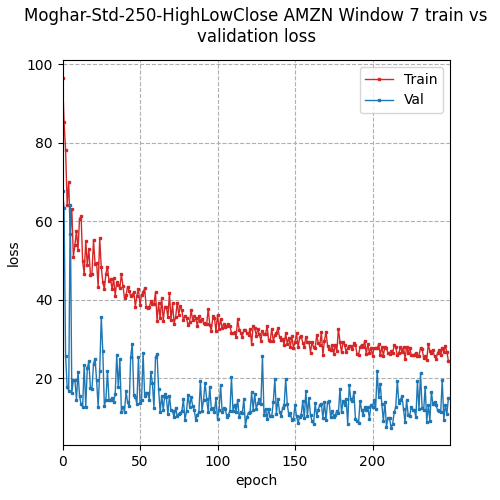 Moghar-Std-250-HighLowClose AMZN Window 7 train vs
validation loss
Train
Val
100
80
60
40
20
loss
0
50
100
150
200
epoch